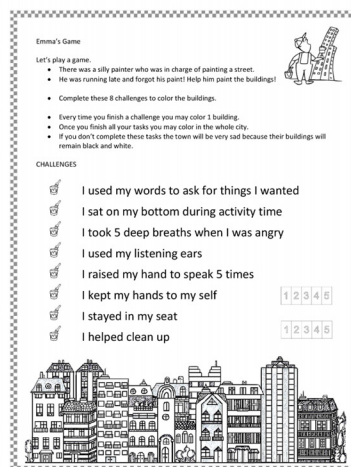 Emma's Game
Let's play a game.
• There was a silly painter who was in charge of painting a street.
• He was running late and forgot his paint! Help him paint the buildings!
• Complete these 8 challenges to color the buildings.
• Every time you finish a challenge you may color 1 building.
• Once you finish all your tasks you may color in the whole city.
• If you don't complete these tasks the town will be very sad because their buildings will
remain black and white.
CHALLENGES
I used my words to ask for things I wanted
I sat on my bottom during activity time
I took 5 deep breaths when I was angry
I used my listening ears
I raised my hand to speak 5 times
I kept my hands to my self
1 2 3 4 5
I stayed in my seat
1 2 3 4 5
I helped clean up